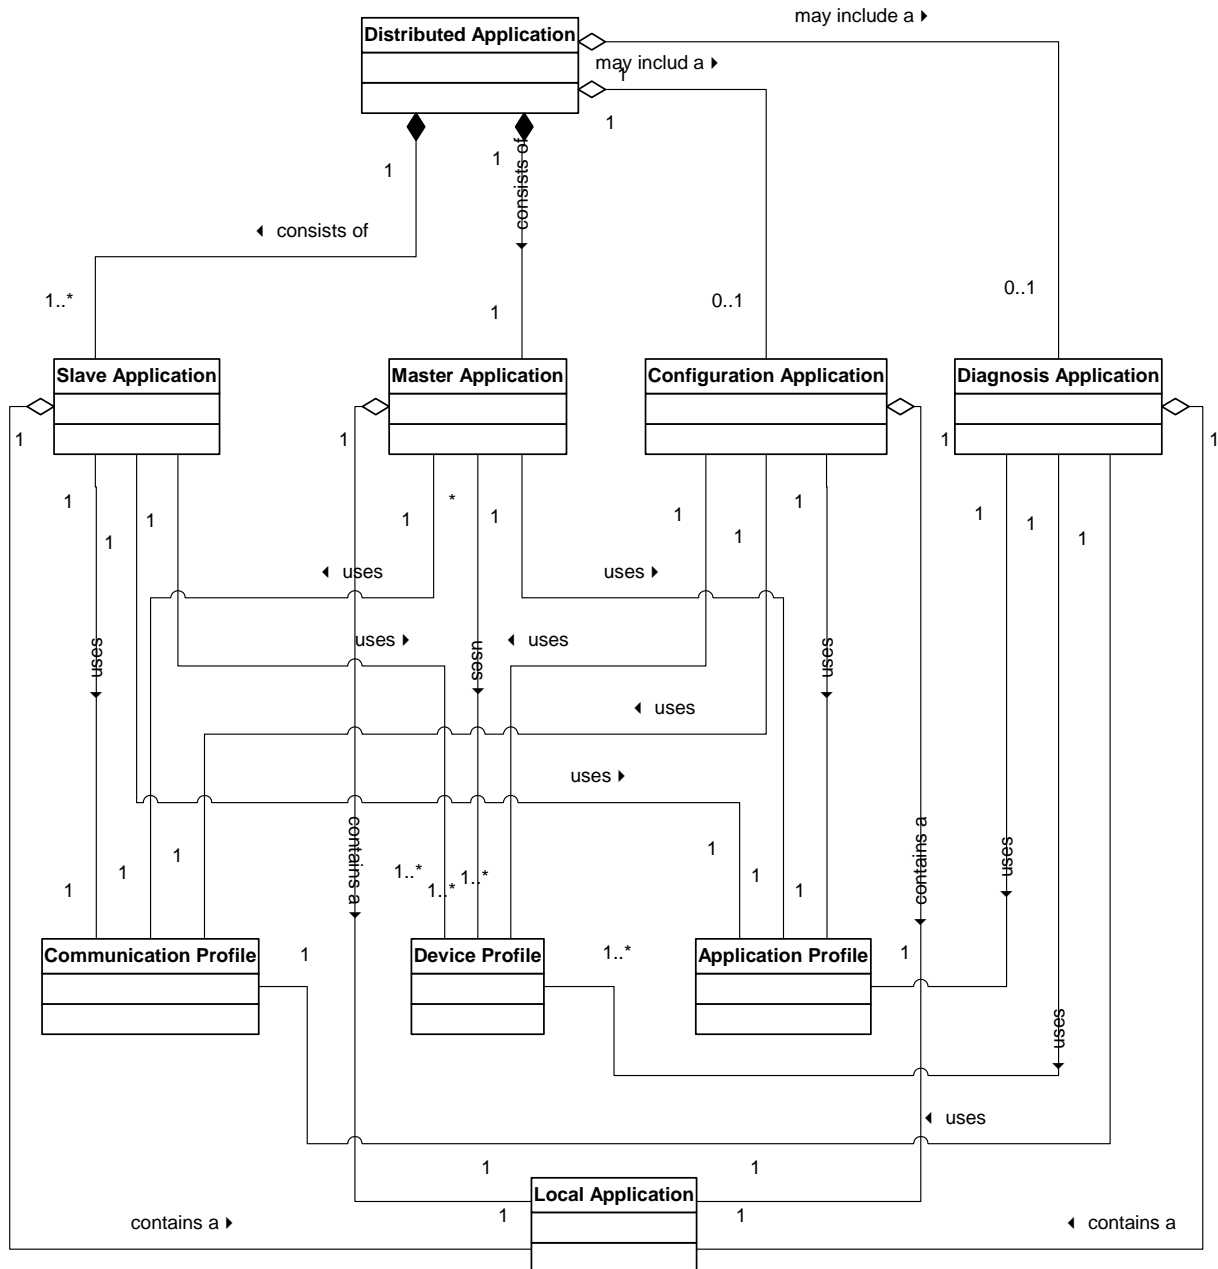 may include a
Distributed Application
may includ a
1
1
1
1
consists of
consists of
1..*
1
0..1
0..1
Slave Application
Master Application
Configuration Application
Diagnosis Application
1
1
1
1
1
*
1
1
1
1
1
1
1
1
1
1
1
uses
uses
uses
uses
uses
uses
uses
uses
uses
contains a
contains a
uses
1
1
1
1..*
1..*
1..*
1
1
1
Communication Profile
1
Device Profile
1..*
Application Profile
1
uses
uses
1
1
Local Application
contains a
1
1
contains a